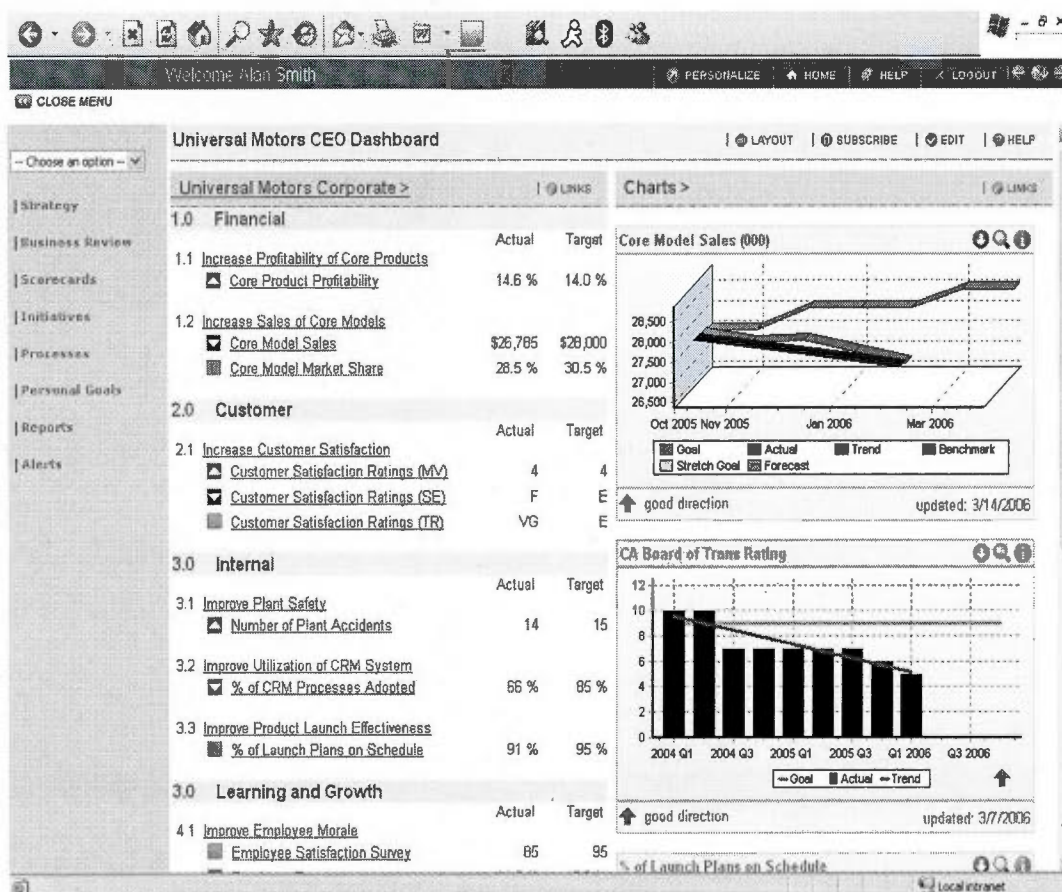 Welcome Alan Smith
PERSONALIZE | HOME | HELP | LOGOUT
CLOSE MENU
-- Choose an option --
Strategy
Business Review
Scorecards
Initiatives
Processes
Personal Goals
Reports
Alerts
Universal Motors CEO Dashboard
| LAYOUT | SUBSCRIBE | EDIT | HELP
Universal Motors Corporate > | LINKS
1.0 Financial
Actual Target
1.1 Increase Profitability of Core Products
Core Product Profitability 14.6 % 14.0 %
1.2 Increase Sales of Core Models
Core Model Sales $26,785 $28,000
Core Model Market Share 28.5 % 30.5 %
2.0 Customer
Actual Target
2.1 Increase Customer Satisfaction
Customer Satisfaction Ratings (MV) 4 4
Customer Satisfaction Ratings (SE) F E
Customer Satisfaction Ratings (TR) VG E
3.0 Internal
Actual Target
3.1 Improve Plant Safety
Number of Plant Accidents 14 15
3.2 Improve Utilization of CRM System
% of CRM Processes Adopted 66 % 85 %
3.3 Improve Product Launch Effectiveness
% of Launch Plans on Schedule 91 % 95 %
3.0 Learning and Growth
Actual Target
4.1 Improve Employee Morale
Employee Satisfaction Survey 85 95
Charts > | LINKS
Core Model Sales (000)
28,500
28,000
27,500
27,000
26,500
Oct 2005 Nov 2005 Jan 2006 Mar 2006
Goal Actual Trend Benchmark
Stretch Goal Forecast
good direction updated: 3/14/2006
CA Board of Trans Rating
12
10
8
6
4
2
0
2004 Q1 2004 Q3 2005 Q1 2005 Q3 Q1 2006 Q3 2006
Goal Actual Trend
good direction updated: 3/7/2006
% of Launch Plans on Schedule
Local intranet